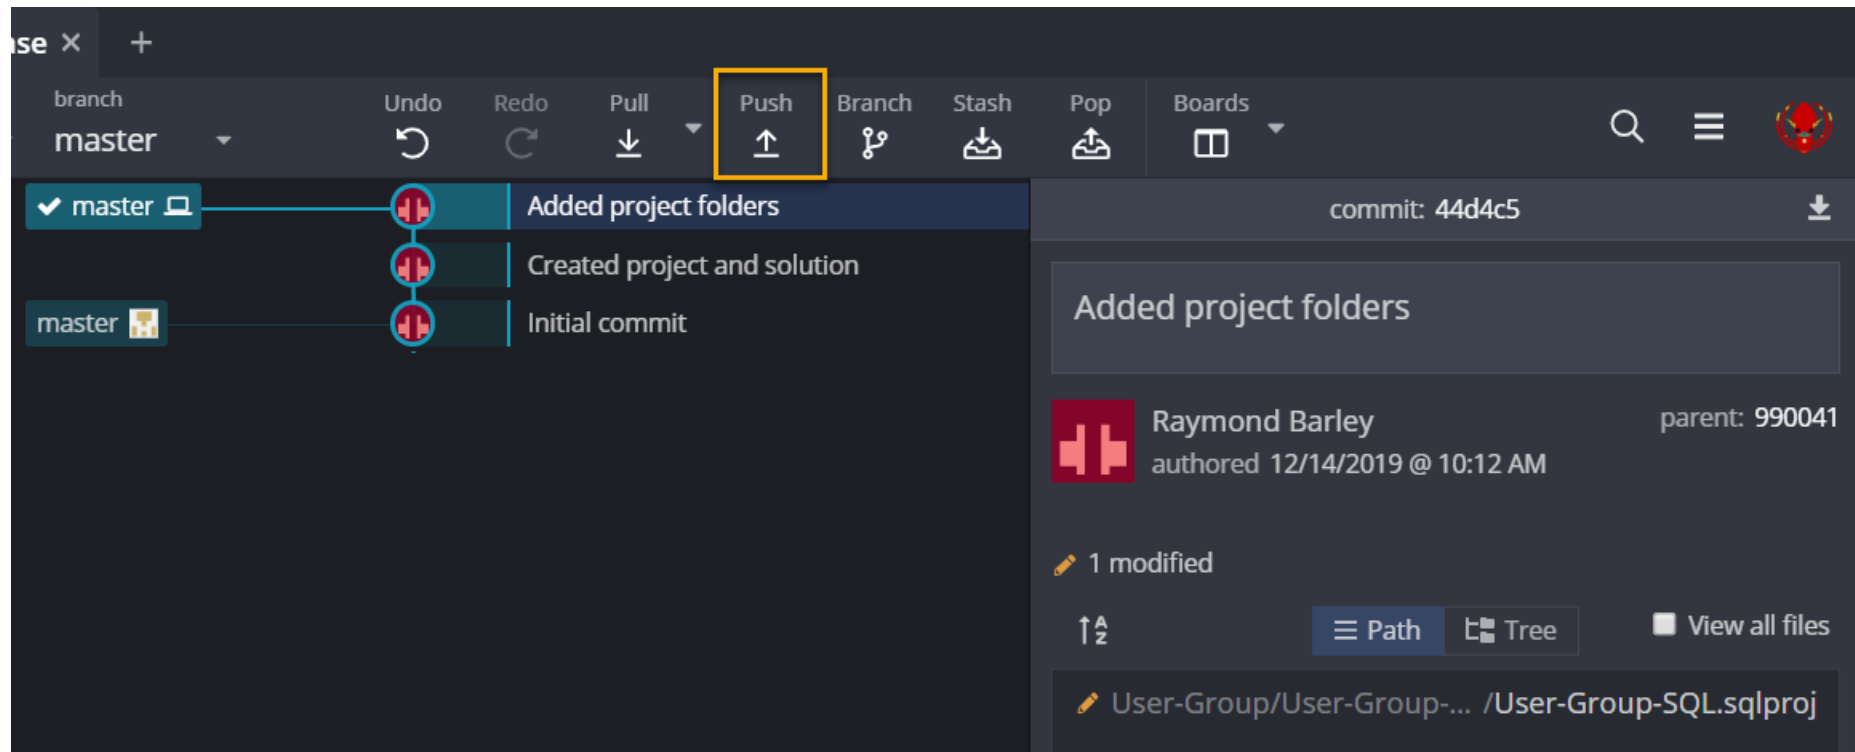 se
branch
master
Undo
Redo
Pull
Push
Branch
Stash
Pop
Boards
master
Added project folders
Created project and solution
master
Initial commit
commit: 44d4c5
Added project folders
Raymond Barley
parent: 990041
authored 12/14/2019 @ 10:12 AM
1 modified
A
Z
Path
Tree
View all files
User-Group/User-Group-... /User-Group-SQL.sqlproj